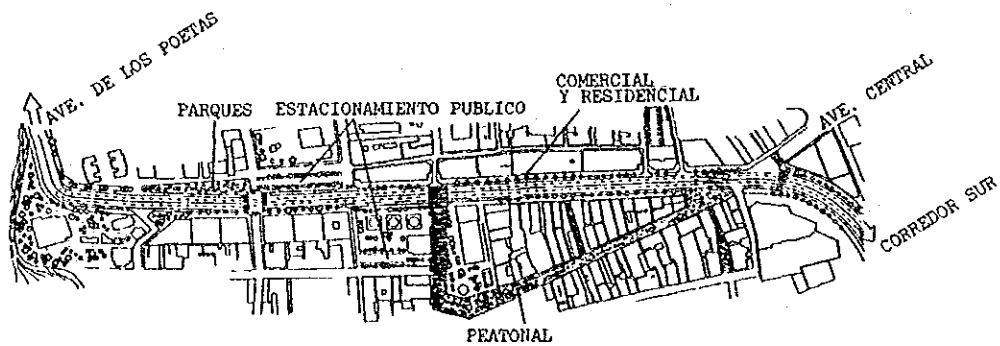 AVE. DE LOS POETAS
PARQUES
ESTACIONAMIENTO PUBLICO
COMERCIAL
Y RESIDENCIAL
AVE. CENTRAL
CORREDOR SUR
PEATONAL